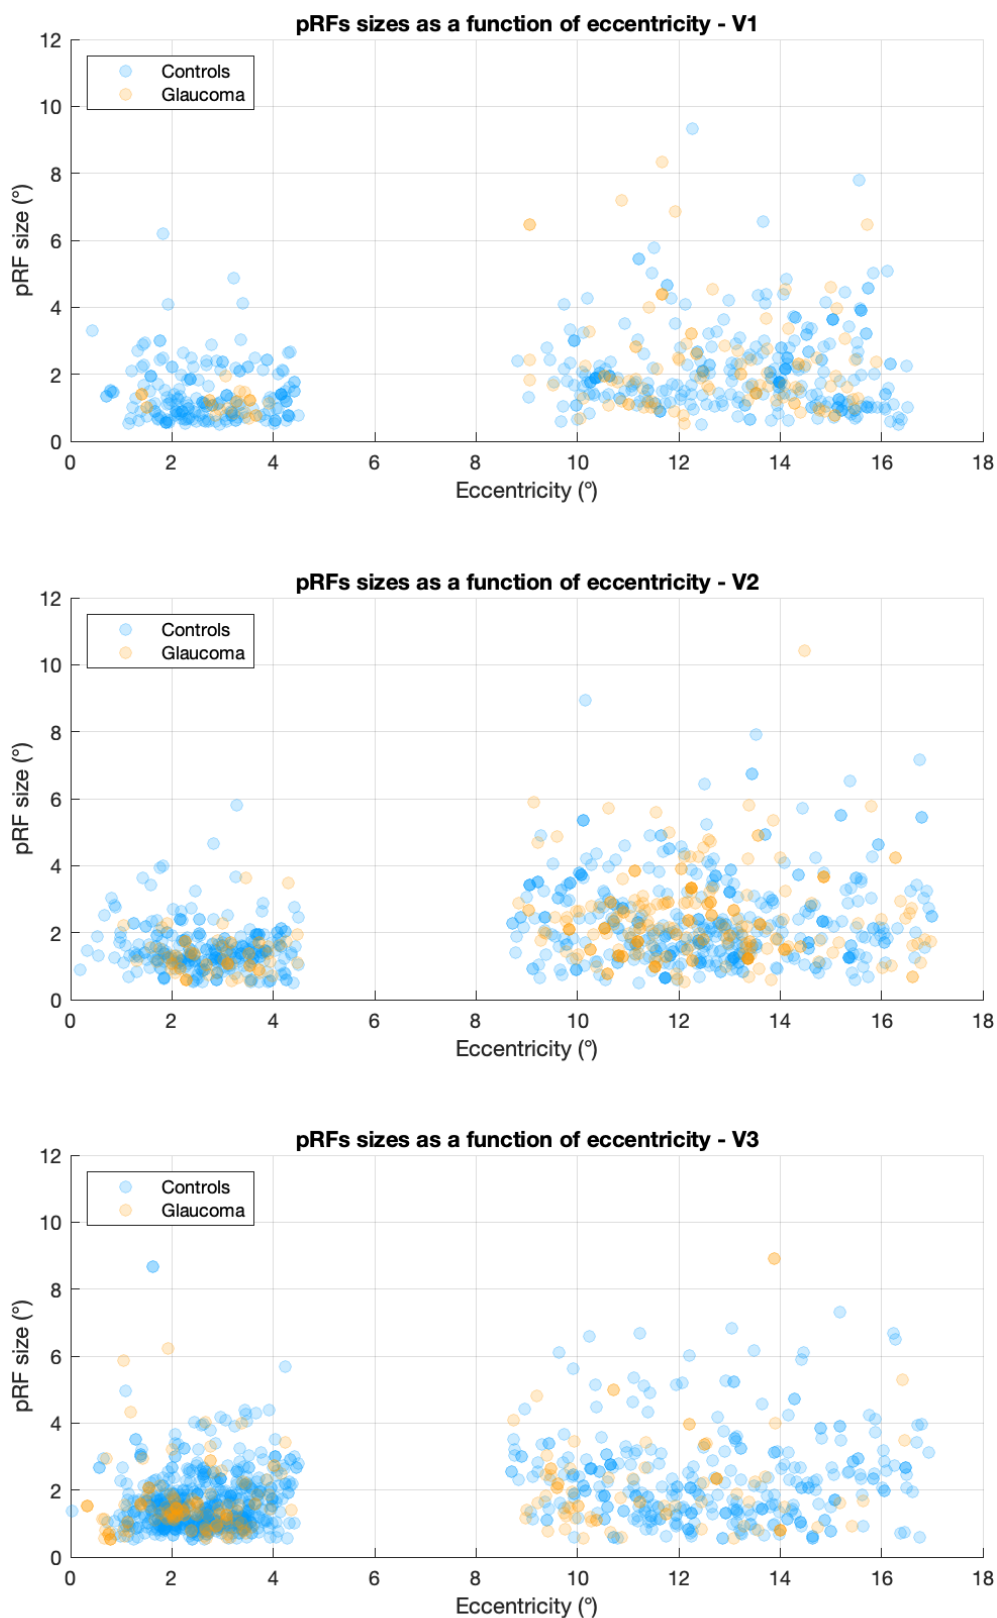 pRFs sizes as a function of eccentricity - V1
12
10
8
6
4
2
0
pRF size (°)
Controls
Glaucoma
0 2 4 6 8 10 12 14 16 18
Eccentricity (°)
pRFs sizes as a function of eccentricity - V2
12
10
8
6
4
2
0
pRF size (°)
Controls
Glaucoma
0 2 4 6 8 10 12 14 16 18
Eccentricity (°)
pRFs sizes as a function of eccentricity - V3
12
10
8
6
4
2
0
pRF size (°)
Controls
Glaucoma
0 2 4 6 8 10 12 14 16 18
Eccentricity (°)